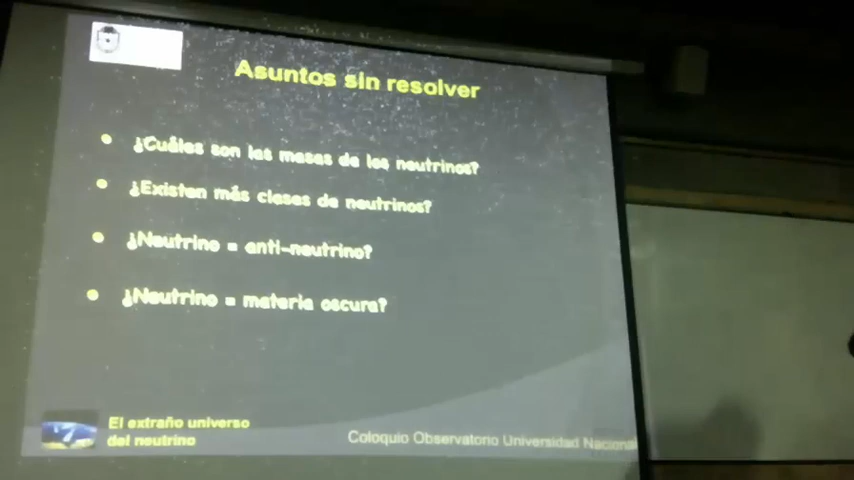 Asuntos sin resolver
¿Cuáles son las masas de los neutrinos?
¿Existen más clases de neutrinos?
¿Neutrino = anti-neutrino?
¿Neutrino = materia oscura?
El extraño universo
del neutrino
Coloquio Observatorio Universidad Nacional